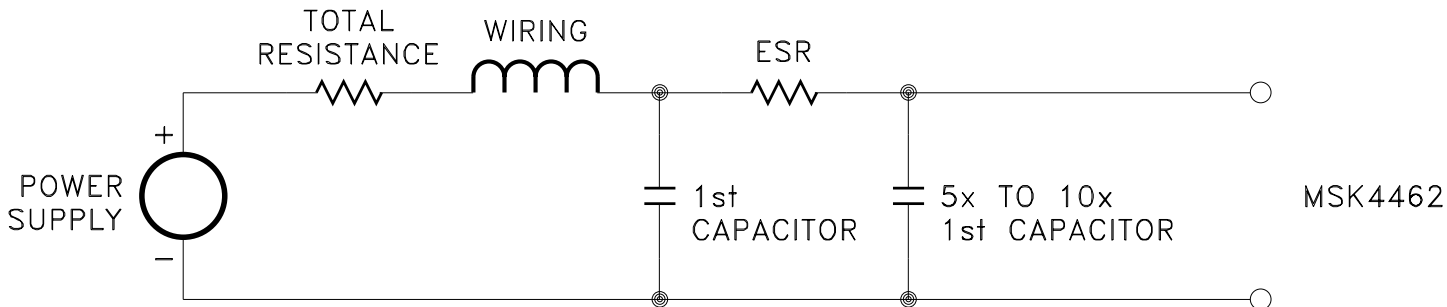 TOTAL
RESISTANCE
WIRING
ESR
+
POWER
SUPPLY
−
1st
CAPACITOR
5x TO 10x
1st CAPACITOR
MSK4462